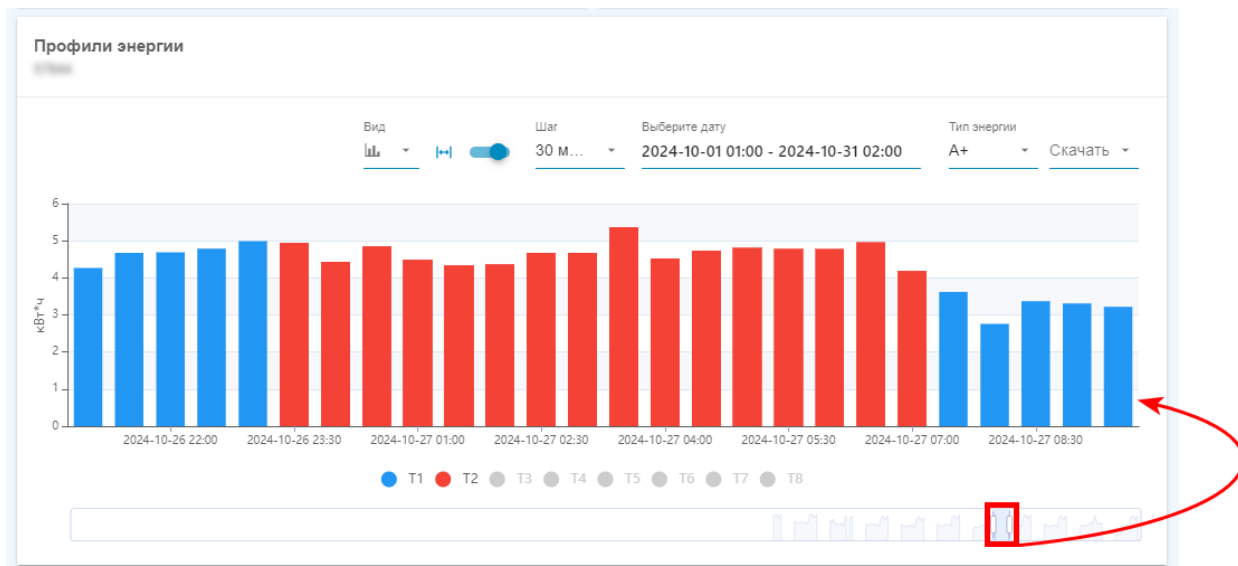 Профили энергии
Вид
Шаг
Выберите дату
Тип энергии
30 м...
2024-10-01 01:00 - 2024-10-31 02:00
A+
Скачать
6
5
4
3
2
1
0
кВт*ч
2024-10-26 22:00
2024-10-26 23:30
2024-10-27 01:00
2024-10-27 02:30
2024-10-27 04:00
2024-10-27 05:30
2024-10-27 07:00
2024-10-27 08:30
T1 T2 T3 T4 T5 T6 T7 T8